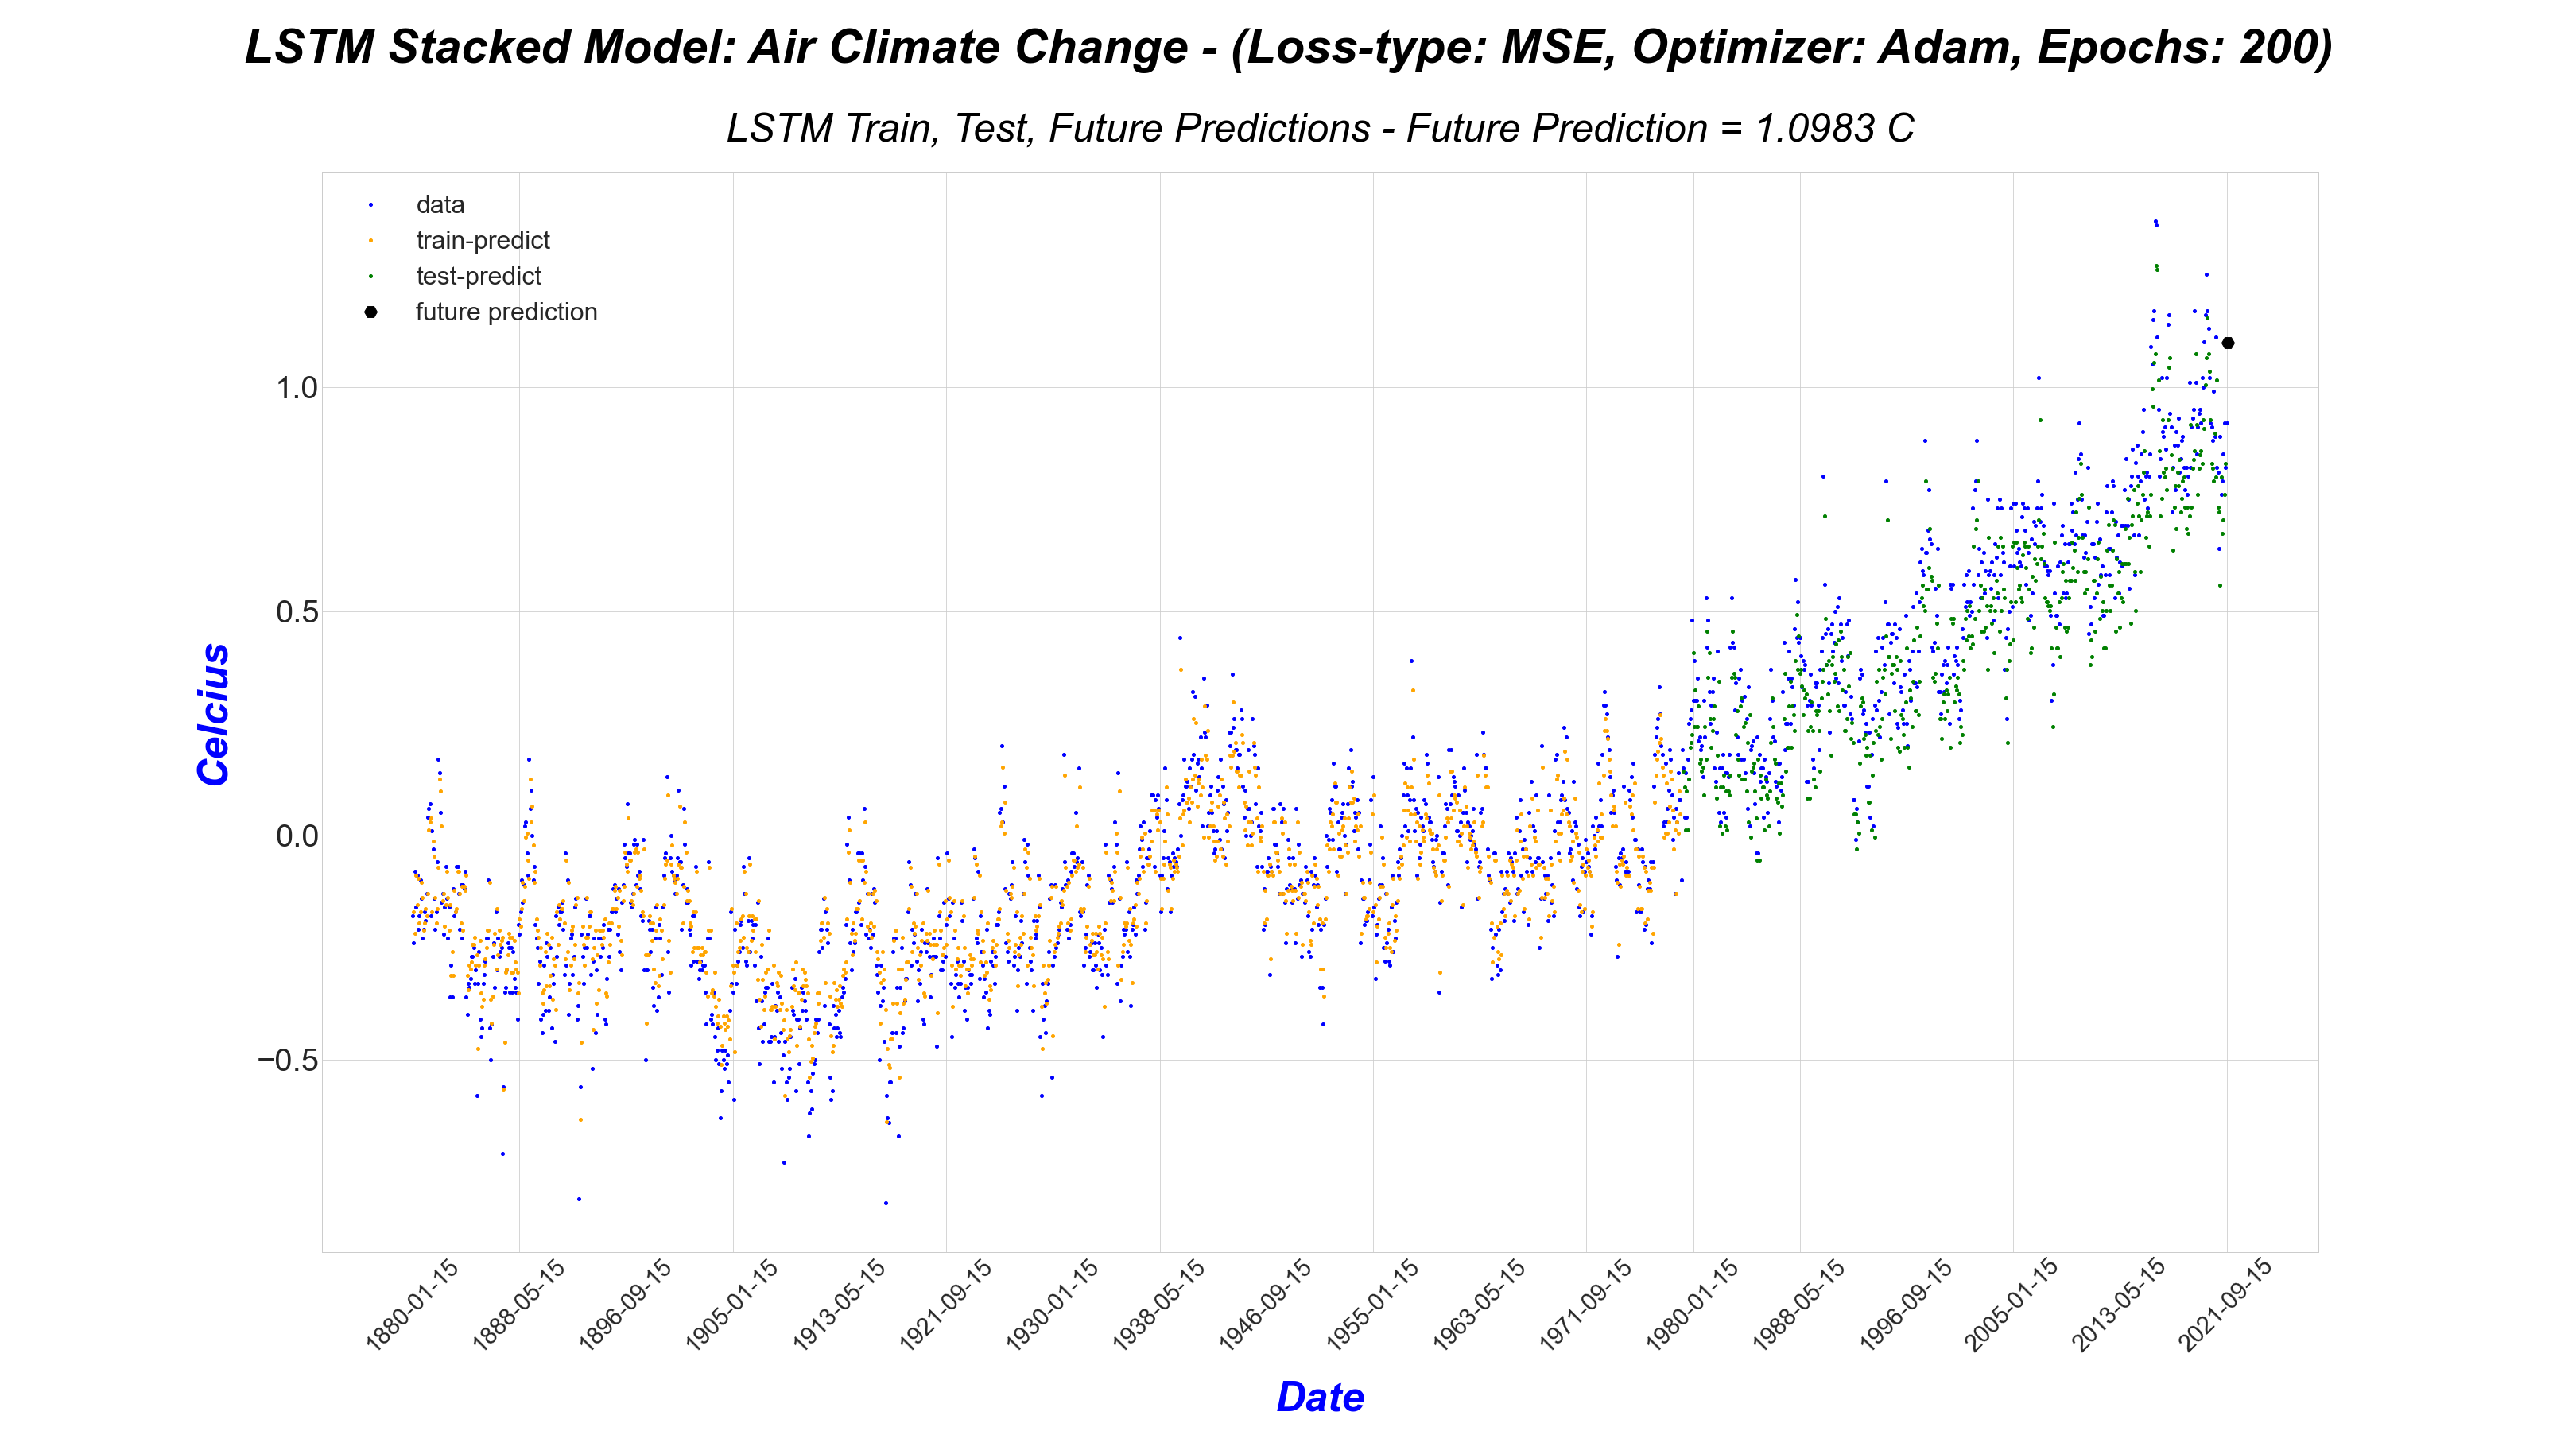 LSTM Stacked Model: Air Climate Change - (Loss-type: MSE, Optimizer: Adam, Epochs: 200)
LSTM Train, Test, Future Predictions - Future Prediction = 1.0983 C
data
train-predict
test-predict
future prediction
1.0
0.5
0.0
−0.5
Celcius
1880-01-15
1888-05-15
1896-09-15
1905-01-15
1913-05-15
1921-09-15
1930-01-15
1938-05-15
1946-09-15
1955-01-15
1963-05-15
1971-09-15
1980-01-15
1988-05-15
1996-09-15
2005-01-15
2013-05-15
2021-09-15
Date